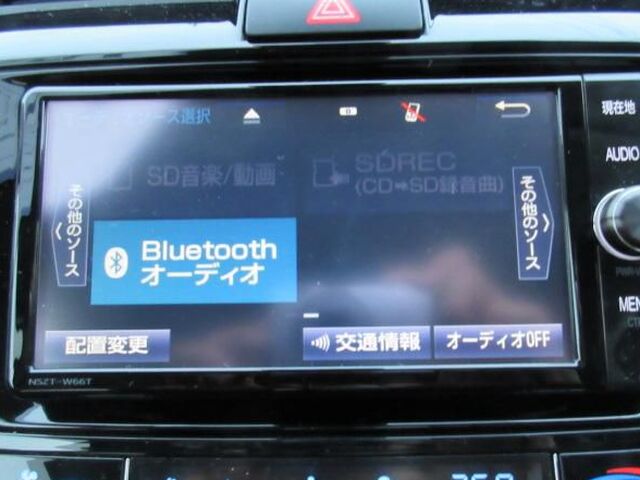 オーディオソース選択
現在地
SD音楽/動画
SDREC
(CD➡SD録音曲)
AUDIO
その他のソース
その他のソース
Bluetooth
オーディオ
配置変更
交通情報
オーディオOFF
NSZT-W66T